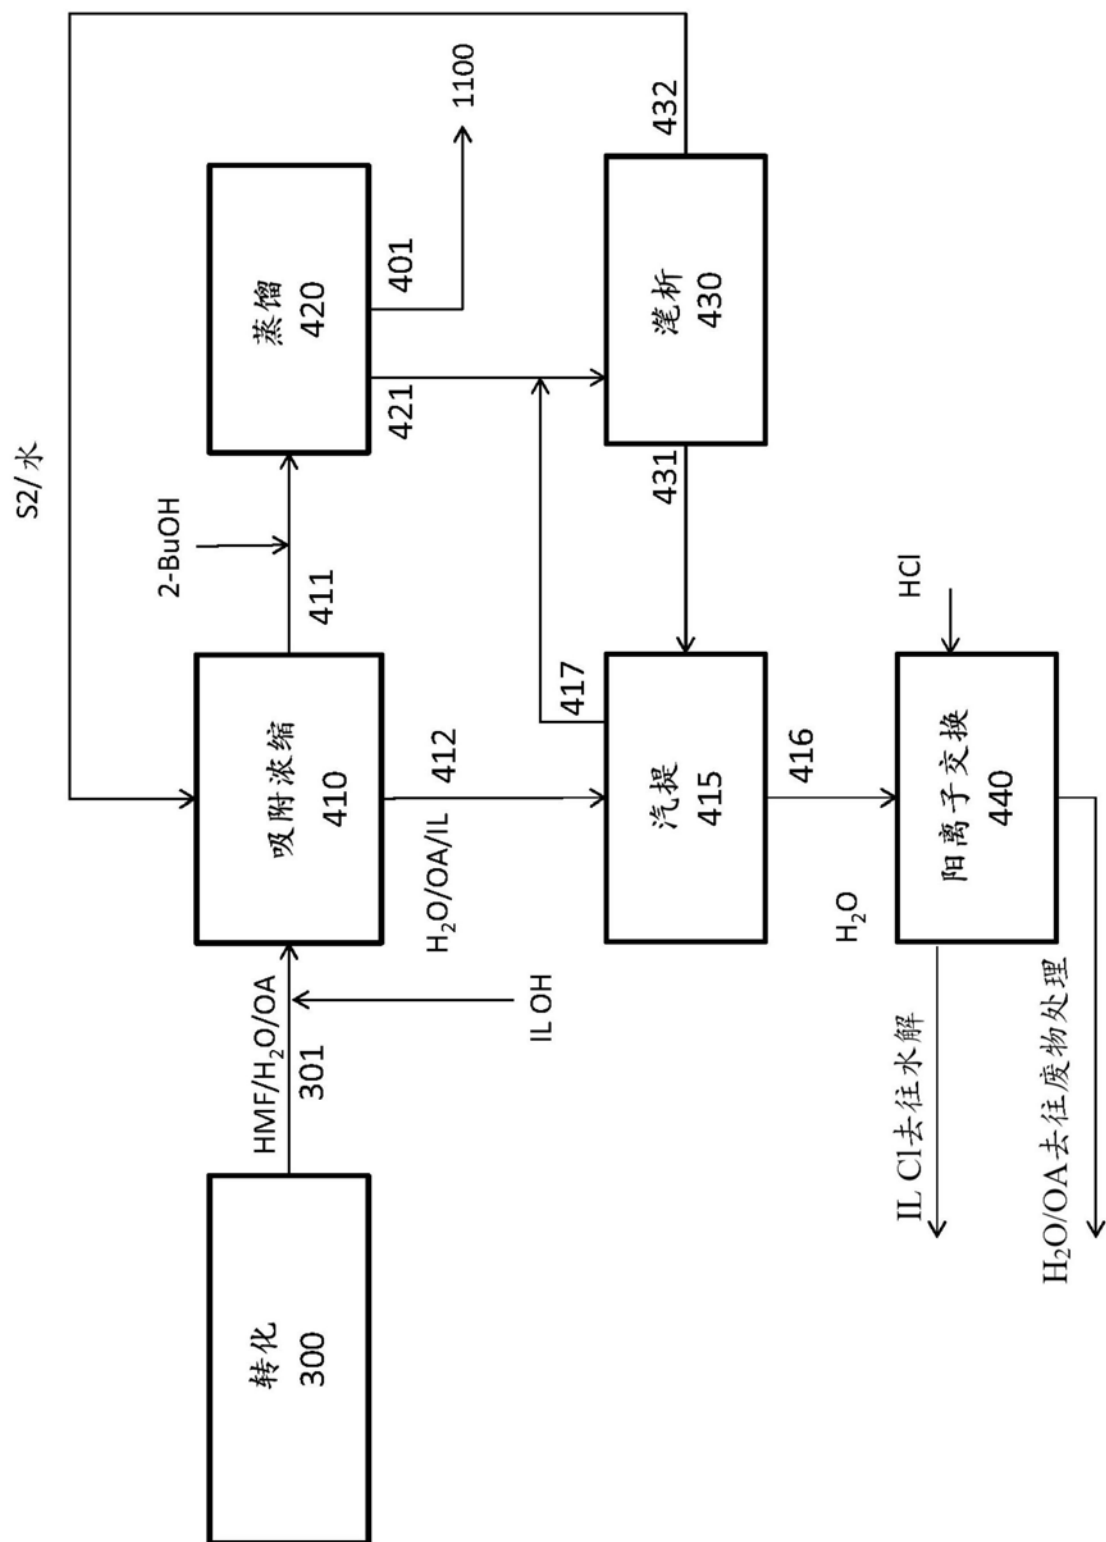 S2/水
转化
300
HMF/H₂O/OA
301
吸附浓缩
410
2-BuOH
411
蒸馏
420
421
401
1100
H₂O/OA/IL
412
IL OH
417
汽提
415
431
滗析
430
432
416
H₂O
IL Cl去往水解
HCl
阳离子交换
440
H₂O/OA去往废物处理